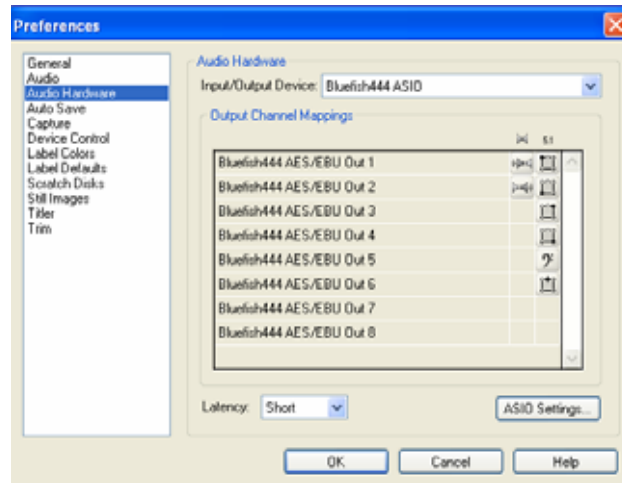 Preferences
General
Audio
Audio Hardware
Auto Save
Capture
Device Control
Label Colors
Label Defaults
Scratch Disks
Still Images
Titler
Trim
Audio Hardware
Input/Output Device: Bluefish444 ASIO
Output Channel Mappings
5.1
Bluefish444 AES/EBU Out 1
Bluefish444 AES/EBU Out 2
Bluefish444 AES/EBU Out 3
Bluefish444 AES/EBU Out 4
Bluefish444 AES/EBU Out 5
Bluefish444 AES/EBU Out 6
Bluefish444 AES/EBU Out 7
Bluefish444 AES/EBU Out 8
Latency: Short
ASIO Settings...
OK
Cancel
Help